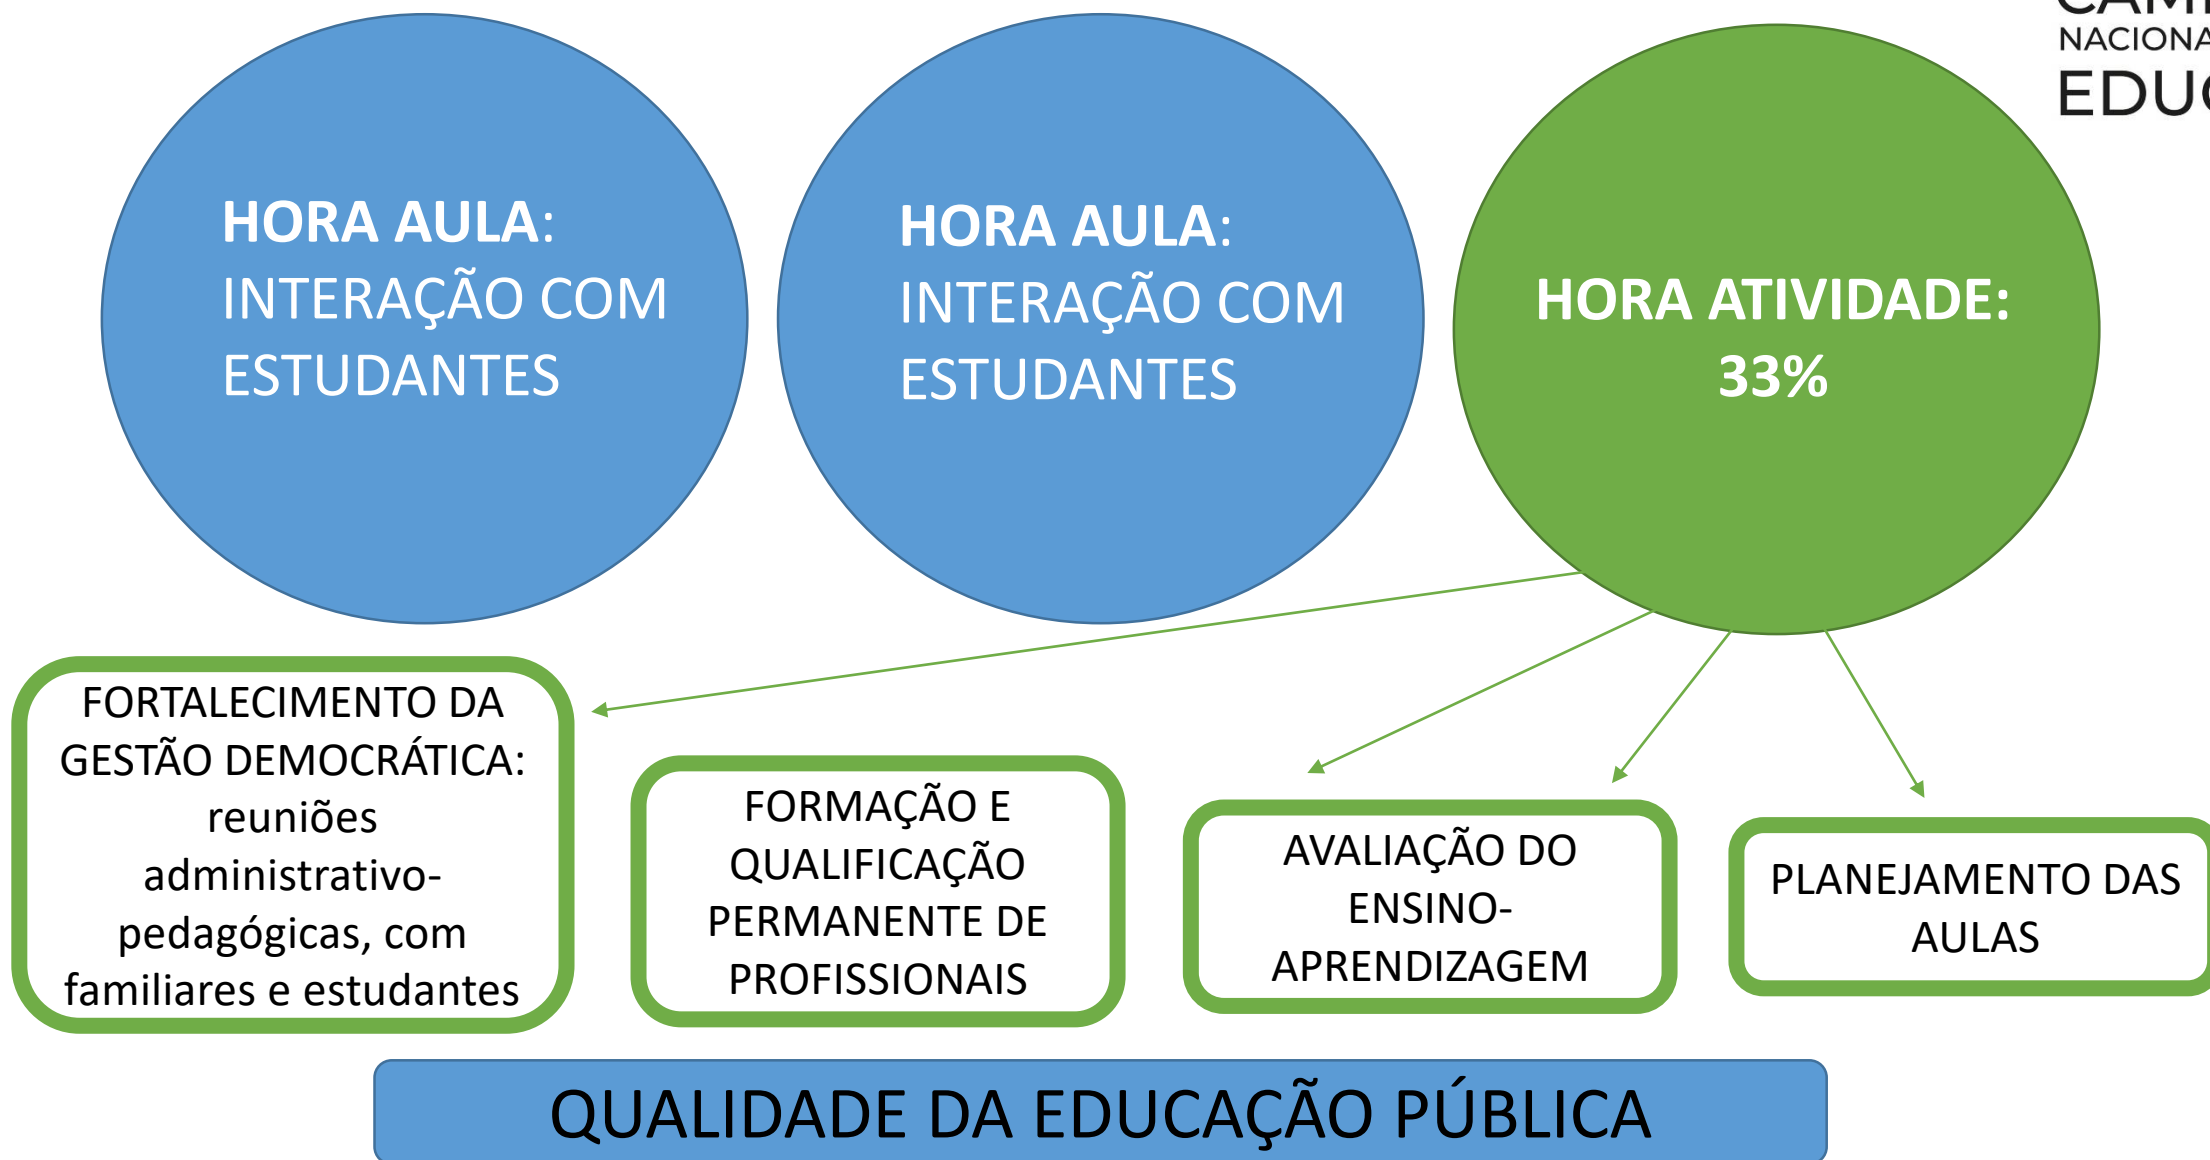 HORA AULA:
INTERAÇÃO COM
ESTUDANTES
HORA AULA:
INTERAÇÃO COM
ESTUDANTES
HORA ATIVIDADE:
33%
FORTALECIMENTO DA
GESTÃO DEMOCRÁTICA:
reuniões
administrativo-
pedagógicas, com
familiares e estudantes
FORMAÇÃO E
QUALIFICAÇÃO
PERMANENTE DE
PROFISSIONAIS
AVALIAÇÃO DO
ENSINO-
APRENDIZAGEM
PLANEJAMENTO DAS
AULAS
QUALIDADE DA EDUCAÇÃO PÚBLICA